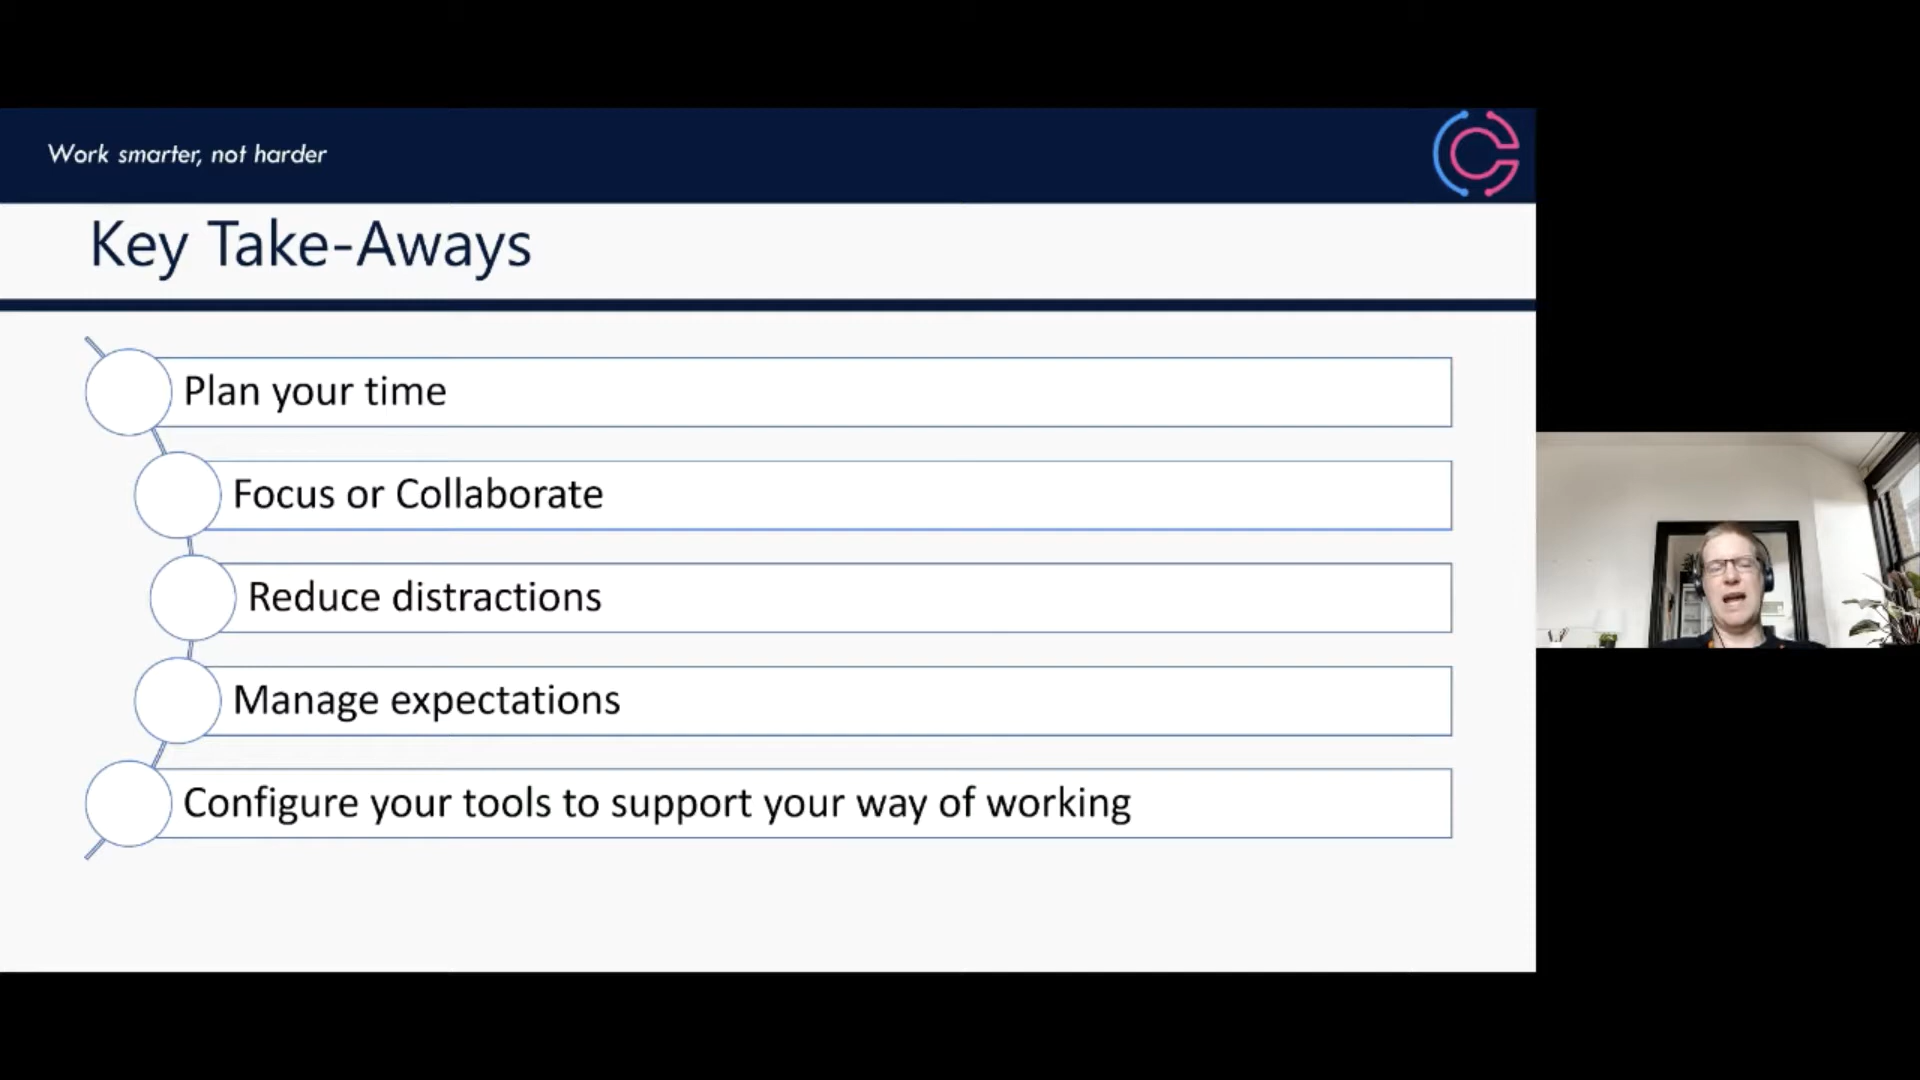 Work smarter, not harder
Key Take-Aways
Plan your time
Focus or Collaborate
Reduce distractions
Manage expectations
Configure your tools to support your way of working